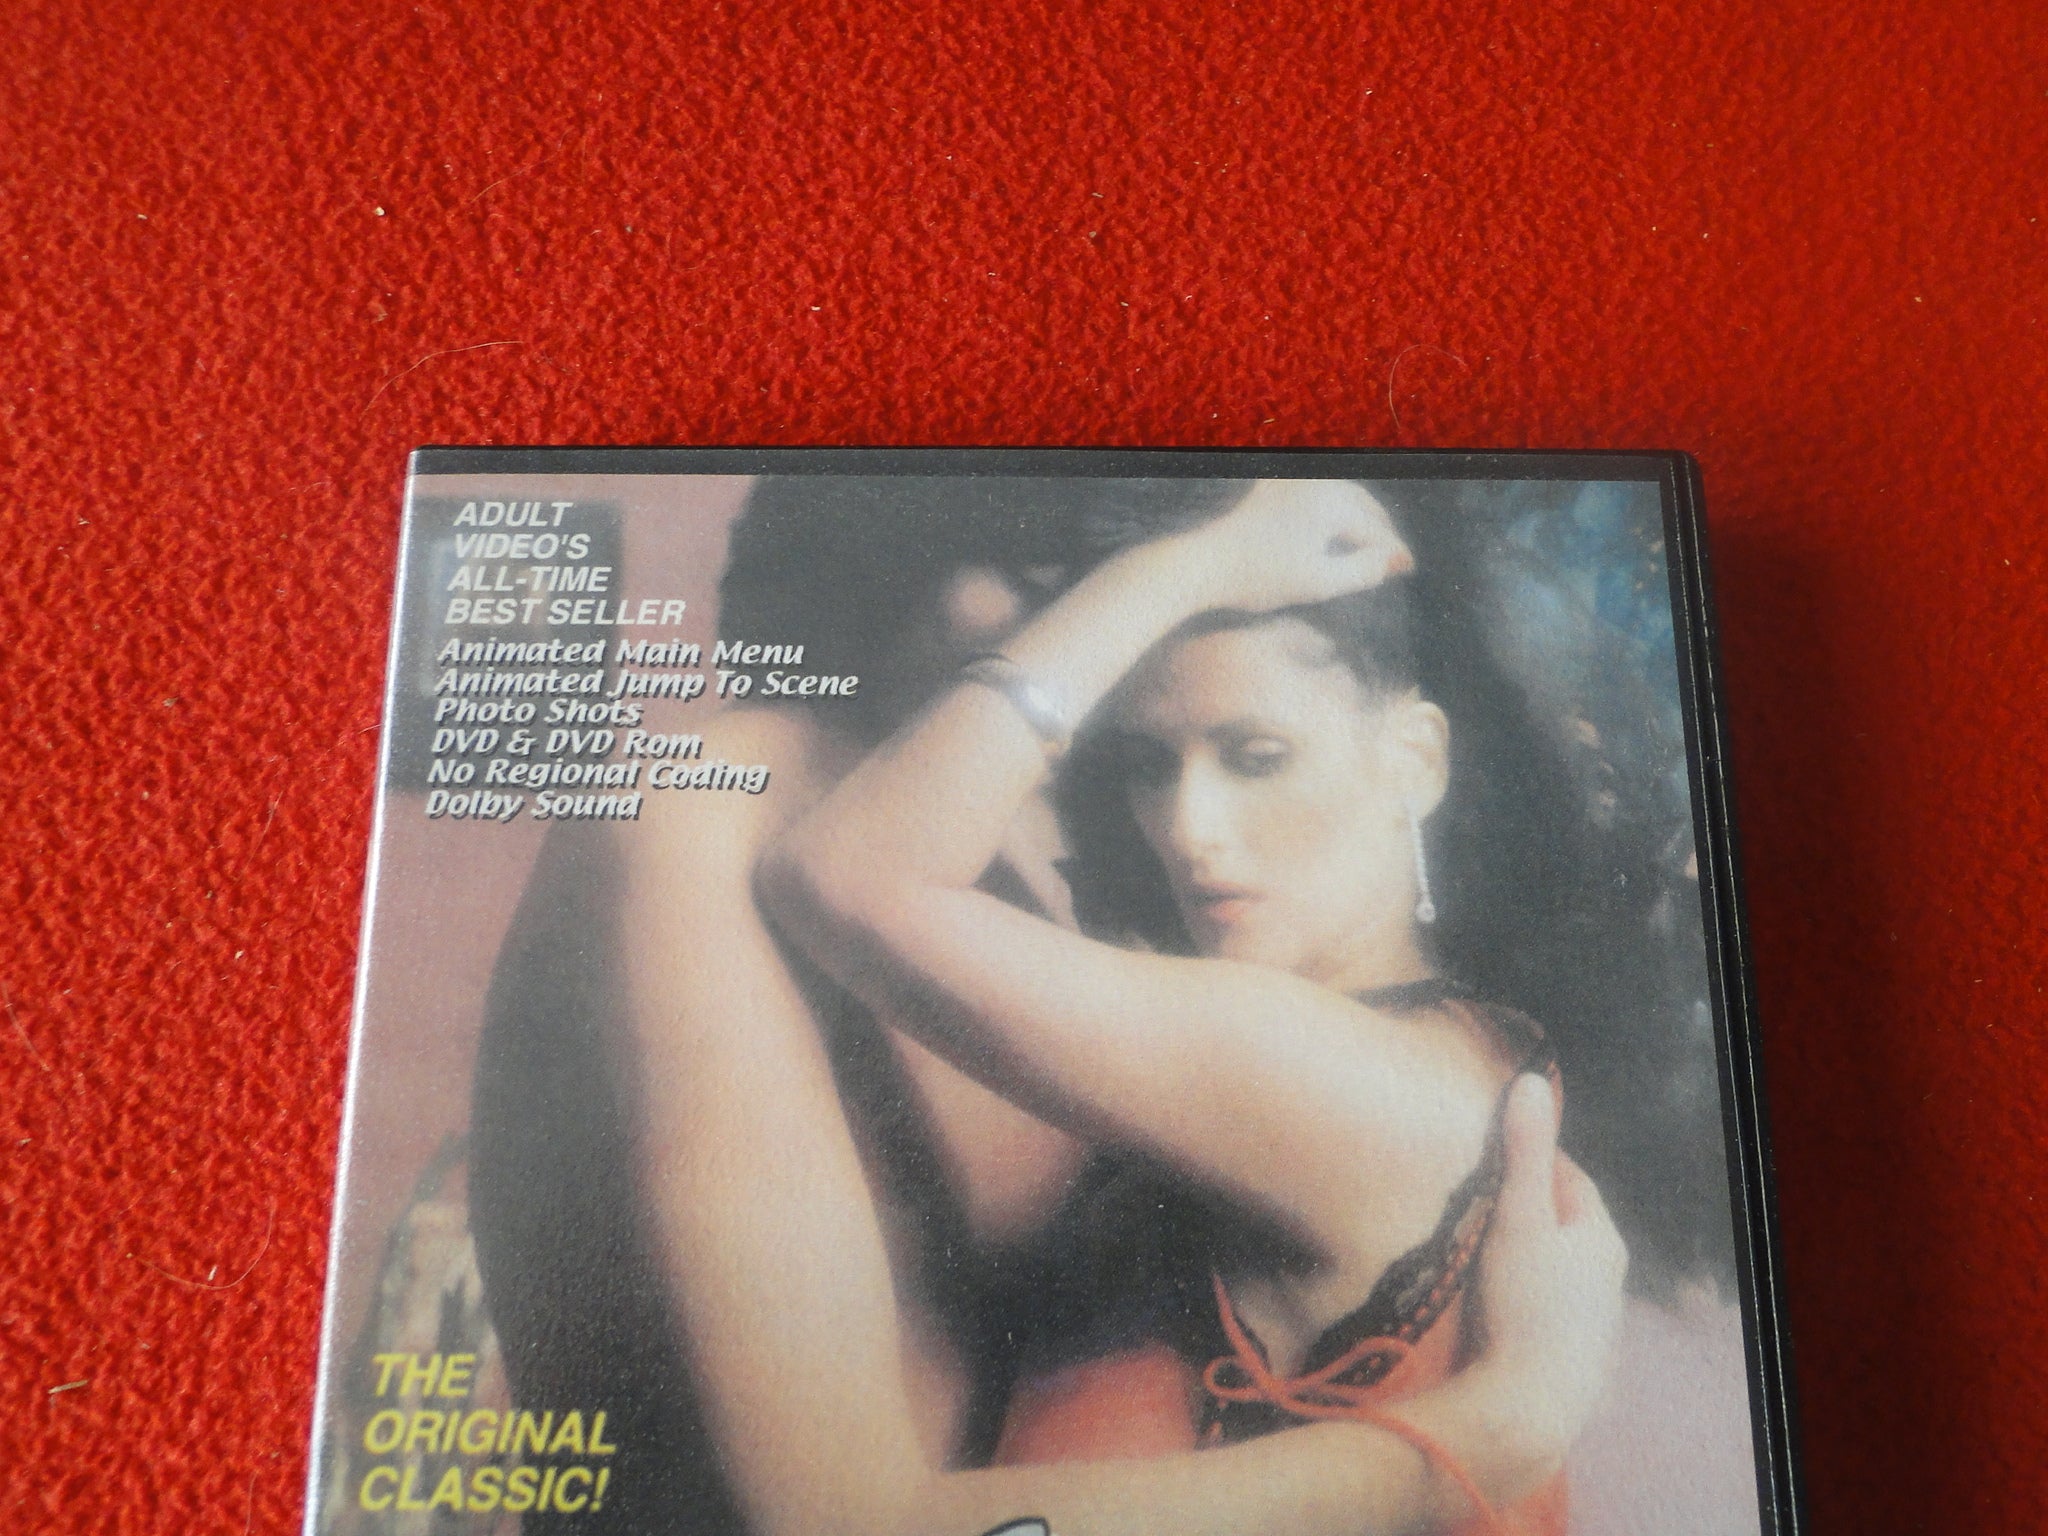 ADULT
VIDEO'S
ALL-TIME
BEST SELLER
Animated Main Menu
Animated Jump To Scene
Photo Shots
DVD & DVD Rom
No Regional Coding
Dolby Sound
THE
ORIGINAL
CLASSIC!